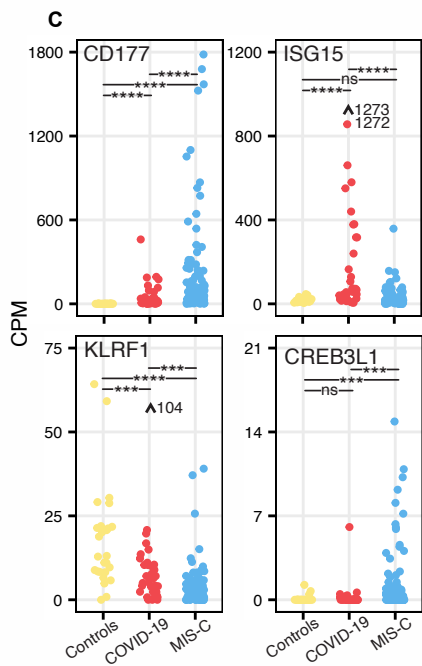 C
CD177
ISG15
1800
1200
600
0
****
****
****
1200
800
400
0
****
ns
****
1273
1272
CPM
KLRF1
CREB3L1
75
50
25
0
***
****
***
104
21
14
7
0
***
***
ns
Controls
COVID-19
MIS-C
Controls
COVID-19
MIS-C